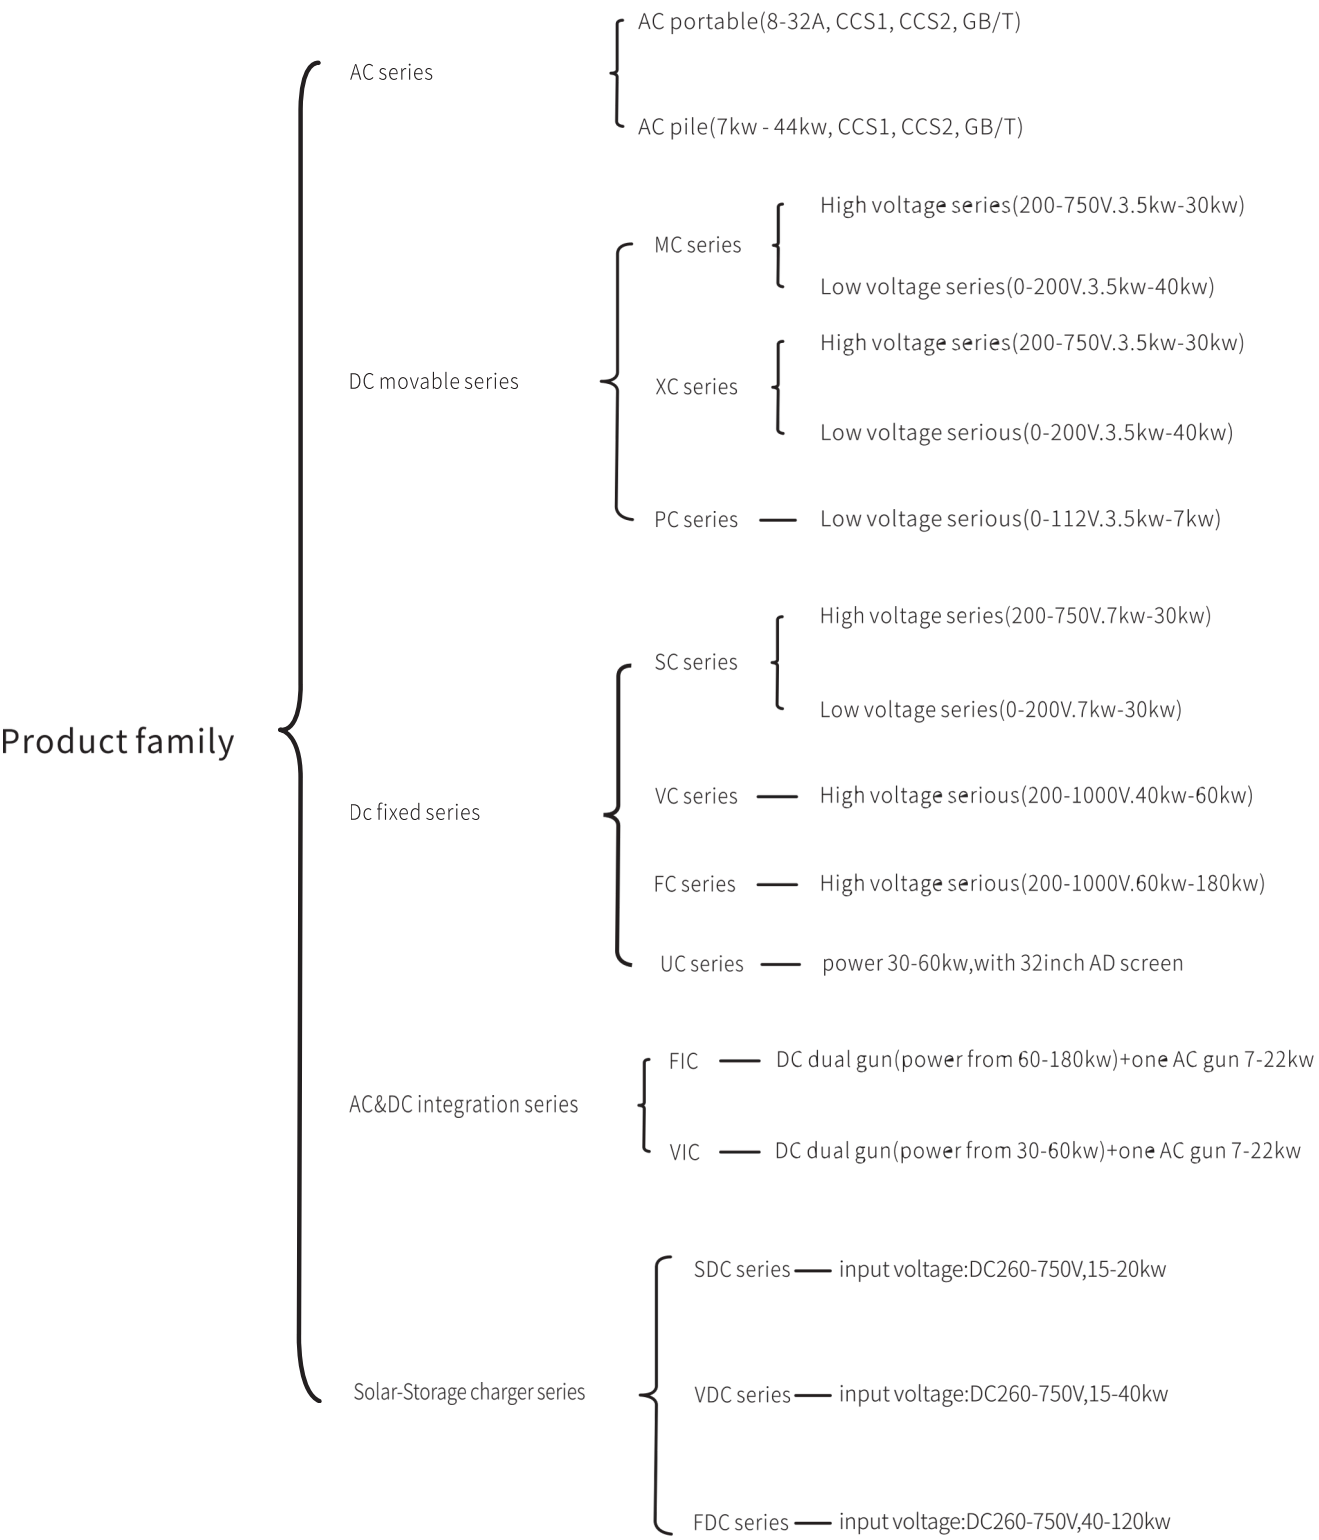 Product family
AC series
AC portable(8-32A, CCS1, CCS2, GB/T)
AC pile(7kw - 44kw, CCS1, CCS2, GB/T)
DC movable series
MC series
High voltage series(200-750V.3.5kw-30kw)
Low voltage series(0-200V.3.5kw-40kw)
XC series
High voltage series(200-750V.3.5kw-30kw)
Low voltage serious(0-200V.3.5kw-40kw)
PC series
Low voltage serious(0-112V.3.5kw-7kw)
Dc fixed series
SC series
High voltage series(200-750V.7kw-30kw)
Low voltage series(0-200V.7kw-30kw)
VC series
High voltage serious(200-1000V.40kw-60kw)
FC series
High voltage serious(200-1000V.60kw-180kw)
UC series
power 30-60kw,with 32inch AD screen
AC&DC integration series
FIC
DC dual gun(power from 60-180kw)+one AC gun 7-22kw
VIC
DC dual gun(power from 30-60kw)+one AC gun 7-22kw
Solar-Storage charger series
SDC series
input voltage:DC260-750V,15-20kw
VDC series
input voltage:DC260-750V,15-40kw
FDC series
input voltage:DC260-750V,40-120kw